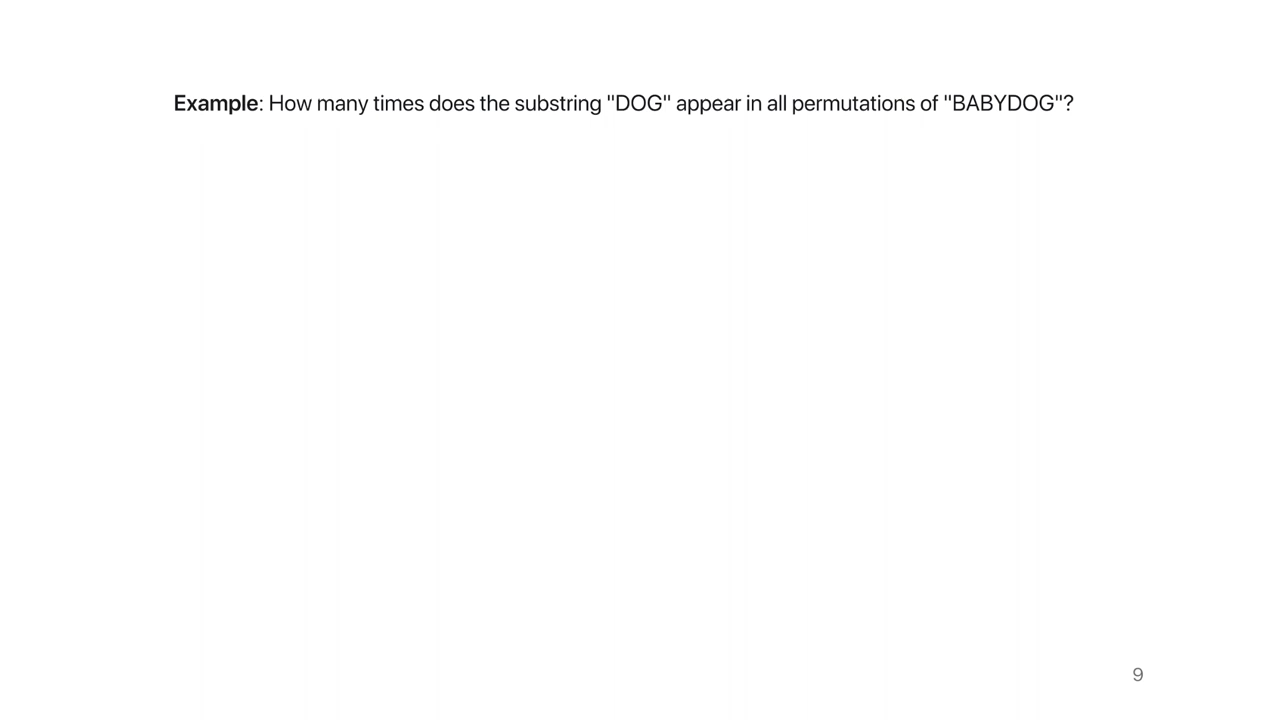 Example: How many times does the substring "DOG" appear in all permutations of "BABYDOG"?
9